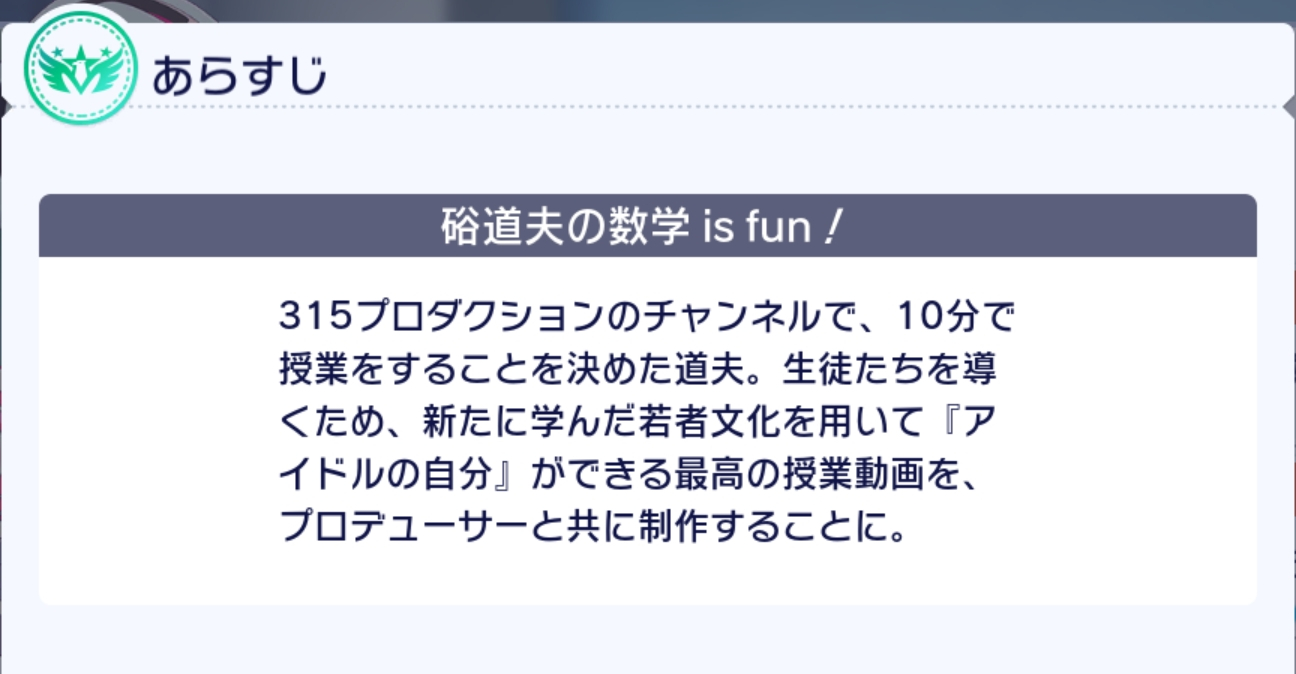 あらすじ
硲道夫の数学 is fun！
315プロダクションのチャンネルで、10分で
授業をすることを決めた道夫。生徒たちを導
くため、新たに学んだ若者文化を用いて『ア
イドルの自分』ができる最高の授業動画を、
プロデューサーと共に制作することに。